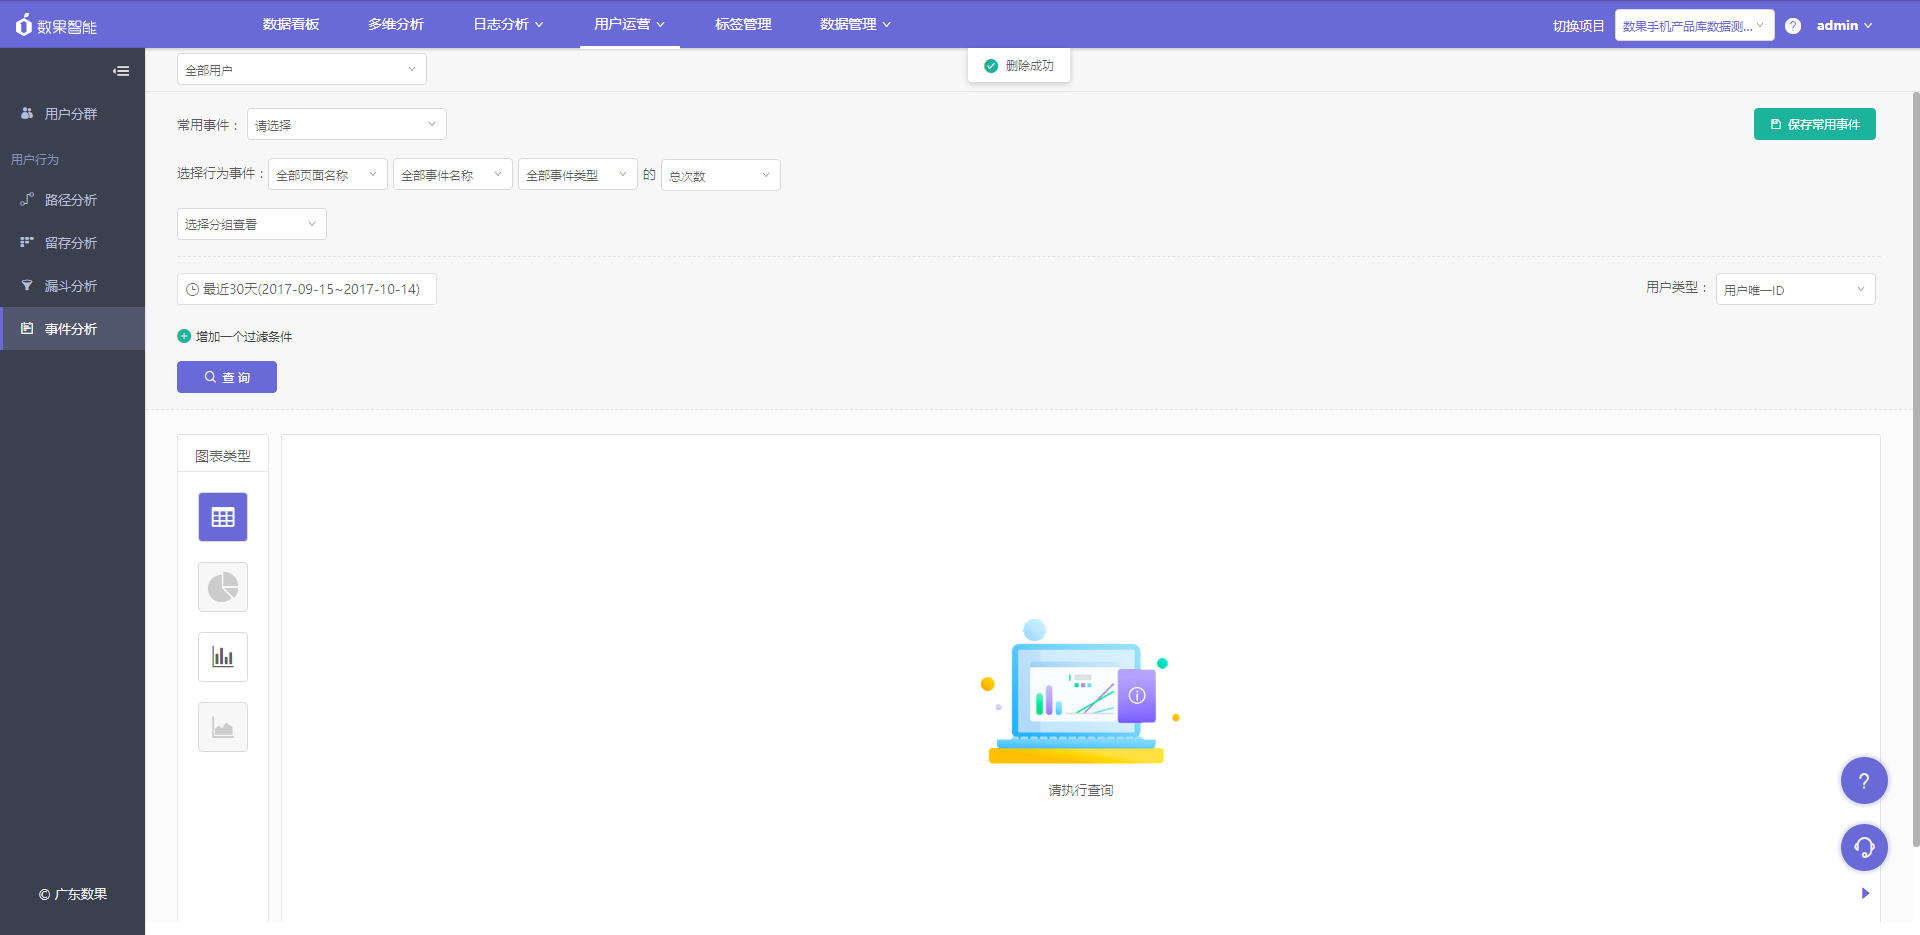 数果智能 数据看板 多维分析 日志分析 用户运营 标签管理 数据管理 切换项目 数果手机产品库数据测... ? admin
全部用户
删除成功
用户分群
用户行为
路径分析
留存分析
漏斗分析
事件分析
© 广东数果
常用事件： 请选择
保存常用事件
选择行为事件： 全部页面名称 全部事件名称 全部事件类型 的 总次数
选择分组查看
最近30天(2017-09-15~2017-10-14)
用户类型： 用户唯一ID
增加一个过滤条件
查 询
图表类型
请执行查询
?